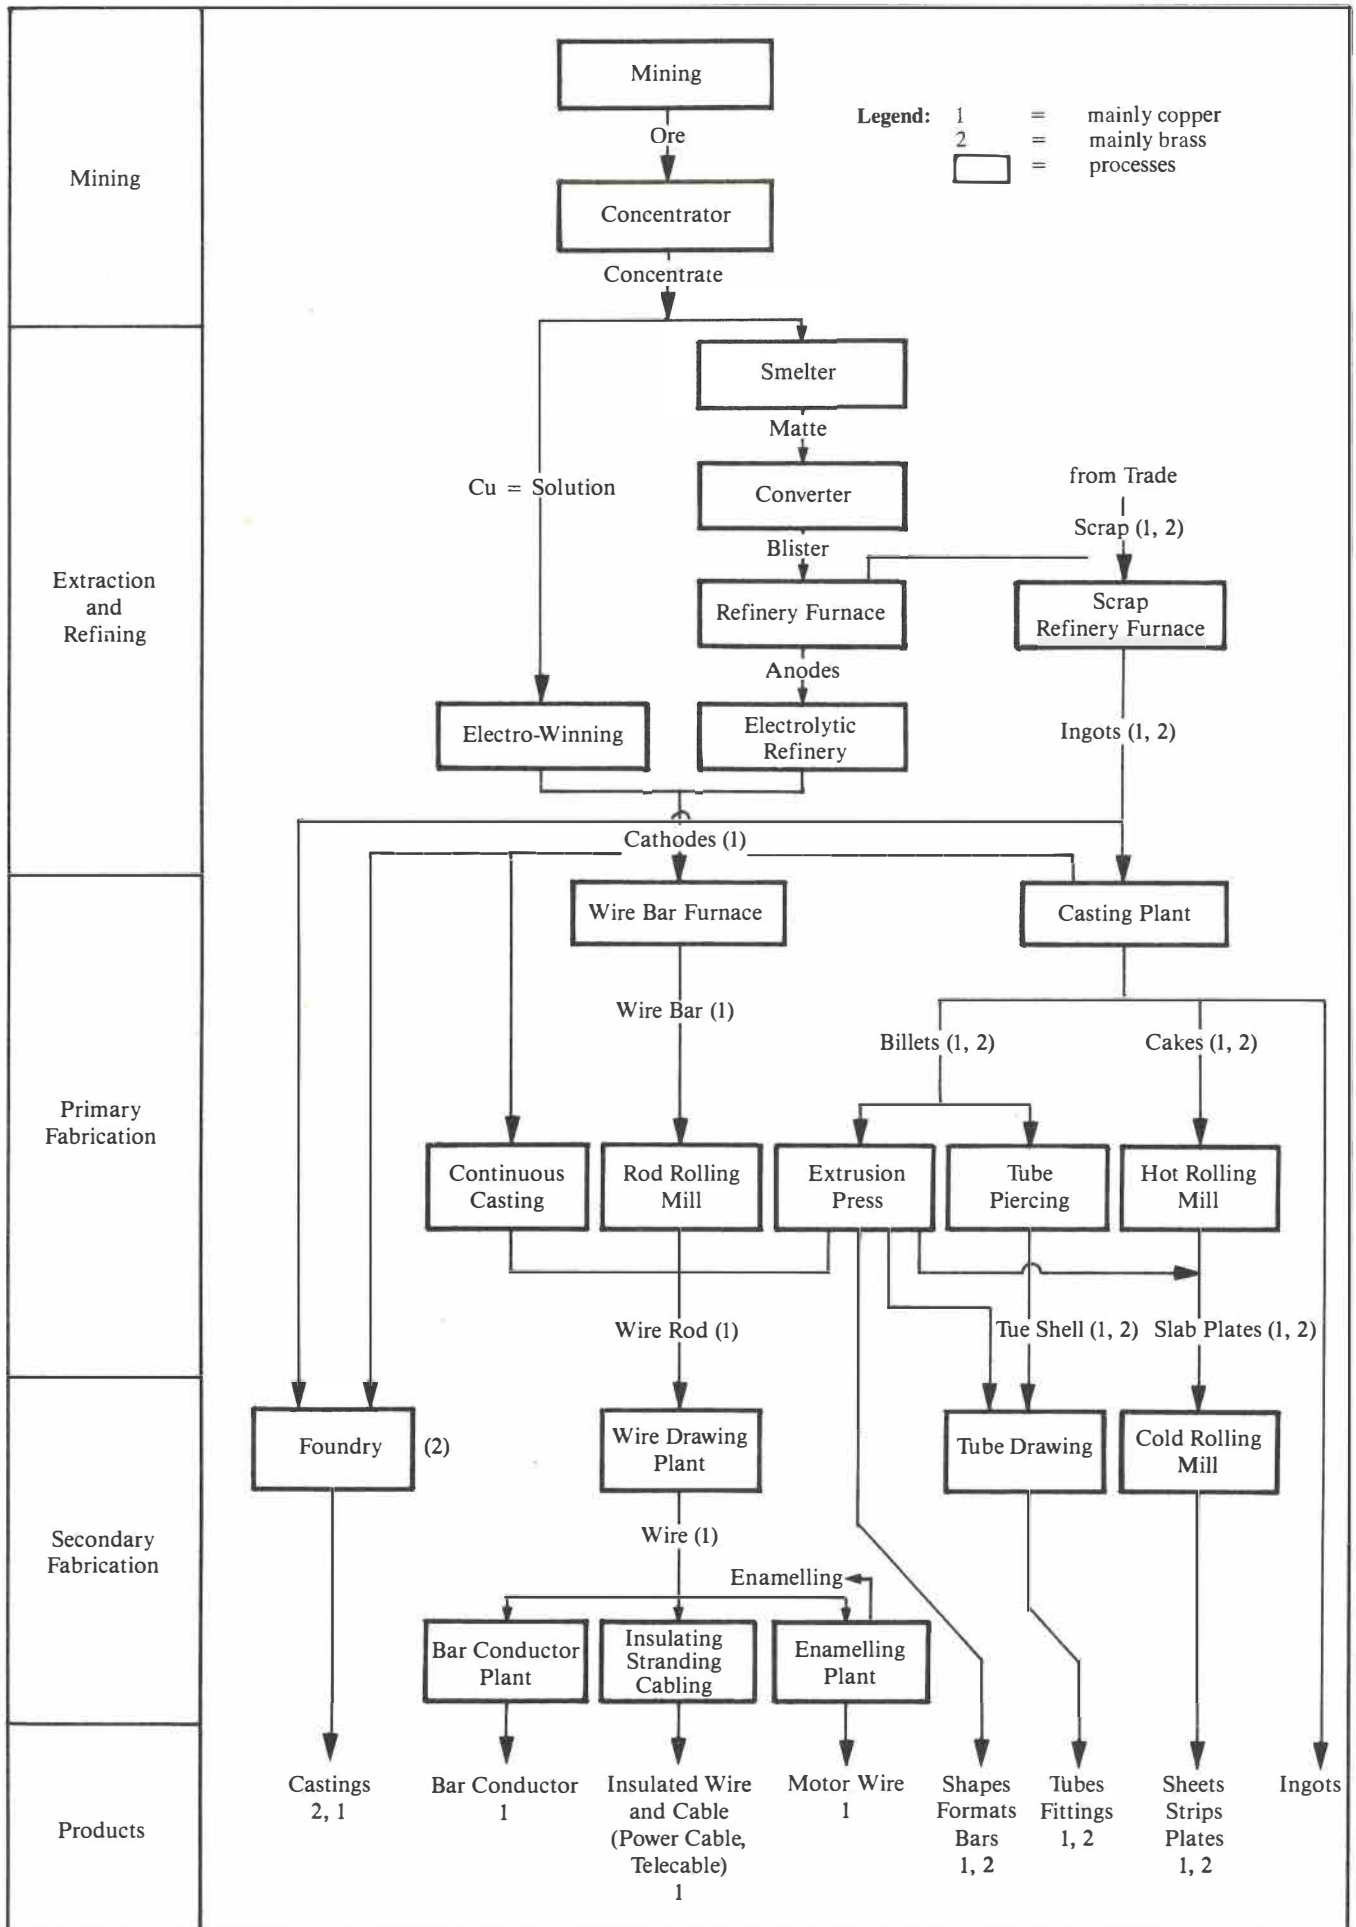 Mining
Legend: 1 = mainly copper
2 = mainly brass
= processes
Ore
Mining
Concentrator
Concentrate
Smelter
Matte
Cu = Solution
Converter
from Trade
Scrap (1, 2)
Blister
Extraction
and
Refining
Refinery Furnace
Scrap
Refinery Furnace
Anodes
Electro-Winning
Electrolytic
Refinery
Ingots (1, 2)
Cathodes (1)
Wire Bar Furnace
Casting Plant
Wire Bar (1)
Billets (1, 2)
Cakes (1, 2)
Primary
Fabrication
Continuous
Casting
Rod Rolling
Mill
Extrusion
Press
Tube
Piercing
Hot Rolling
Mill
Wire Rod (1)
Tue Shell (1, 2)
Slab Plates (1, 2)
Foundry
(2)
Wire Drawing
Plant
Tube Drawing
Cold Rolling
Mill
Secondary
Fabrication
Wire (1)
Enamelling
Bar Conductor
Plant
Insulating
Stranding
Cabling
Enamelling
Plant
Products
Castings
2, 1
Bar Conductor
1
Insulated Wire
and Cable
(Power Cable,
Telecable)
1
Motor Wire
1
Shapes
Formats
Bars
1, 2
Tubes
Fittings
1, 2
Sheets
Strips
Plates
1, 2
Ingots